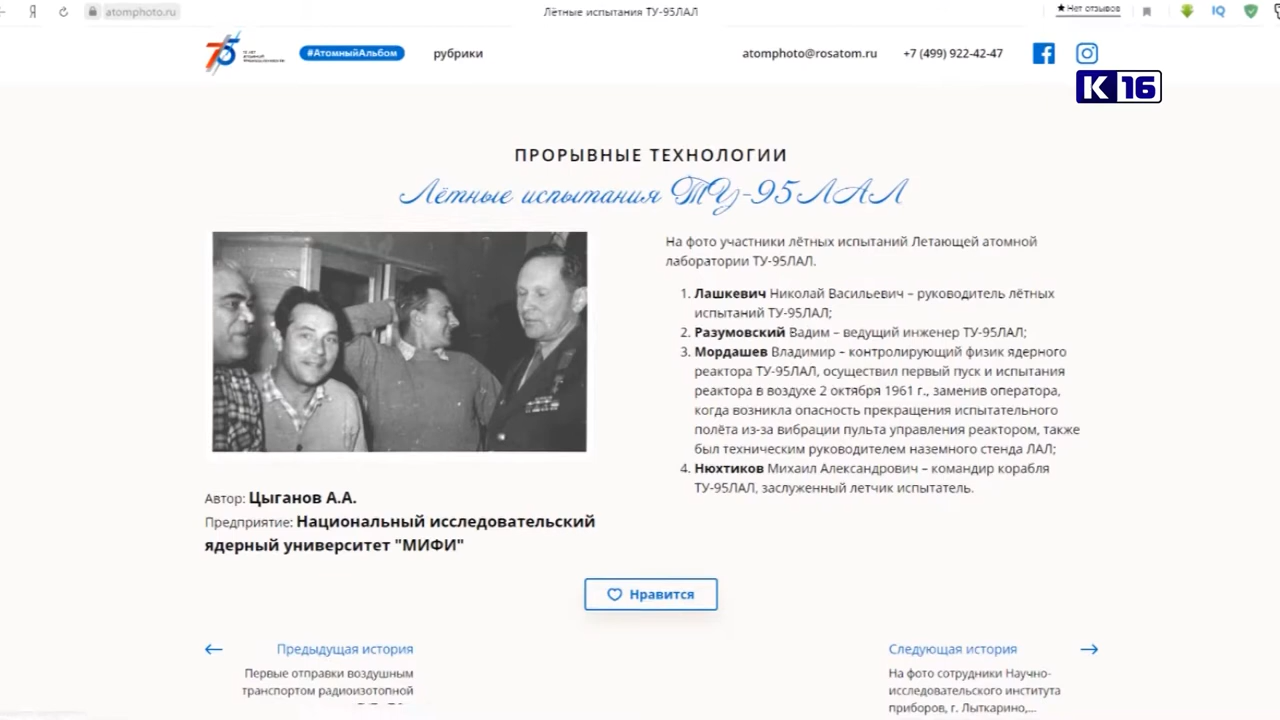 Я
atomphoto.ru
Лётные испытания ТУ-95ЛАЛ
★Нет отзывов
IQ
75
#АтомныйАльбом
рубрики
atomphoto@rosatom.ru
+7 (499) 922-42-47
К 16
ПРОРЫВНЫЕ ТЕХНОЛОГИИ
Лётные испытания ТУ-95ЛАЛ
На фото участники лётных испытаний Летающей атомной
лаборатории ТУ-95ЛАЛ.
1. Лашкевич Николай Васильевич – руководитель лётных
испытаний ТУ-95ЛАЛ;
2. Разумовский Вадим – ведущий инженер ТУ-95ЛАЛ;
3. Мордашев Владимир – контролирующий физик ядерного
реактора ТУ-95ЛАЛ, осуществил первый пуск и испытания
реактора в воздухе 2 октября 1961 г., заменив оператора,
когда возникла опасность прекращения испытательного
полёта из-за вибрации пульта управления реактором, также
был техническим руководителем наземного стенда ЛАЛ;
4. Нюхтиков Михаил Александрович – командир корабля
ТУ-95ЛАЛ, заслуженный летчик испытатель.
Автор: Цыганов А.А.
Предприятие: Национальный исследовательский
ядерный университет "МИФИ"
Нравится
Предыдущая история
Первые отправки воздушным
транспортом радиоизотопной
Следующая история
На фото сотрудники Научно-
исследовательского института
приборов, г. Лыткарино,...